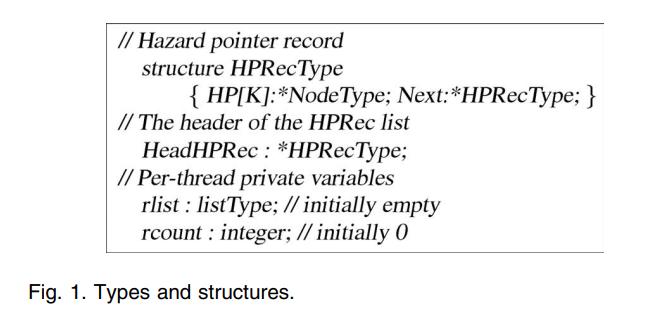 // Hazard pointer record
structure HPRecType
{ HP[K]:*NodeType; Next:*HPRecType; }
// The header of the HPRec list
HeadHPRec : *HPRecType;
// Per-thread private variables
rlist : listType; // initially empty
rcount : integer; // initially 0
Fig. 1. Types and structures.